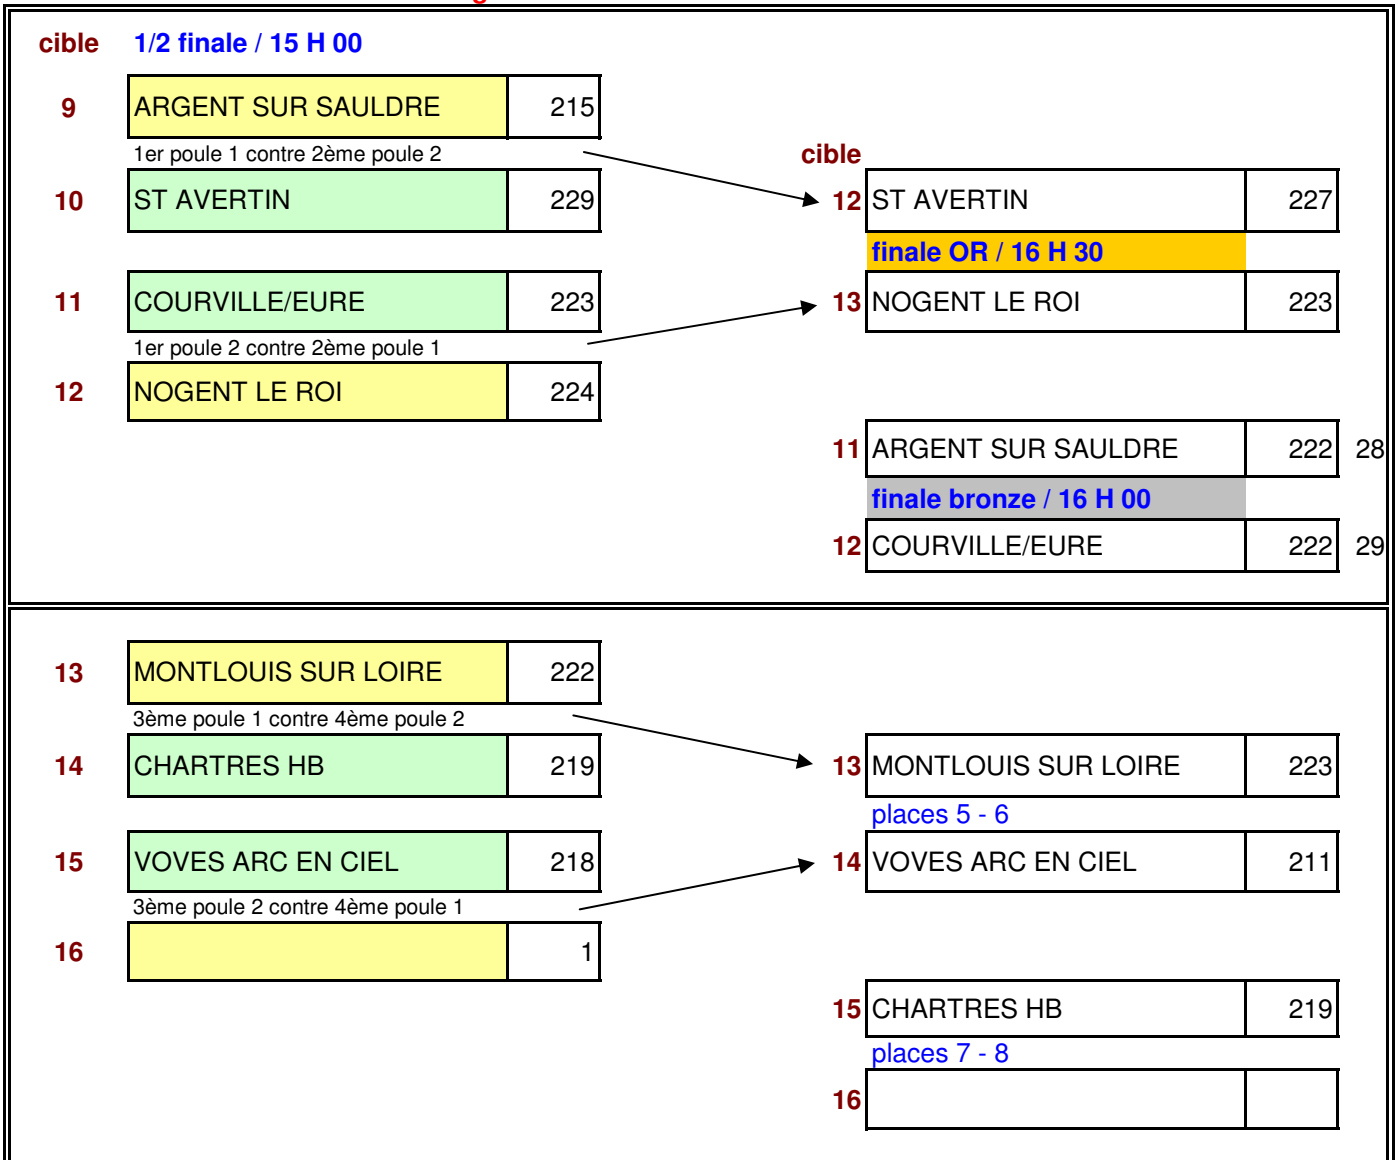 cible 1/2 finale / 15 H 00
9 ARGENT SUR SAULDRE 215
1er poule 1 contre 2ème poule 2
cible
10 ST AVERTIN 229
12 ST AVERTIN 227
finale OR / 16 H 30
11 COURVILLE/EURE 223
13 NOGENT LE ROI 223
1er poule 2 contre 2ème poule 1
12 NOGENT LE ROI 224
11 ARGENT SUR SAULDRE 222 28
finale bronze / 16 H 00
12 COURVILLE/EURE 222 29
13 MONTLOUIS SUR LOIRE 222
3ème poule 1 contre 4ème poule 2
14 CHARTRES HB 219
13 MONTLOUIS SUR LOIRE 223
places 5 - 6
15 VOVES ARC EN CIEL 218
14 VOVES ARC EN CIEL 211
3ème poule 2 contre 4ème poule 1
16 1
15 CHARTRES HB 219
places 7 - 8
16